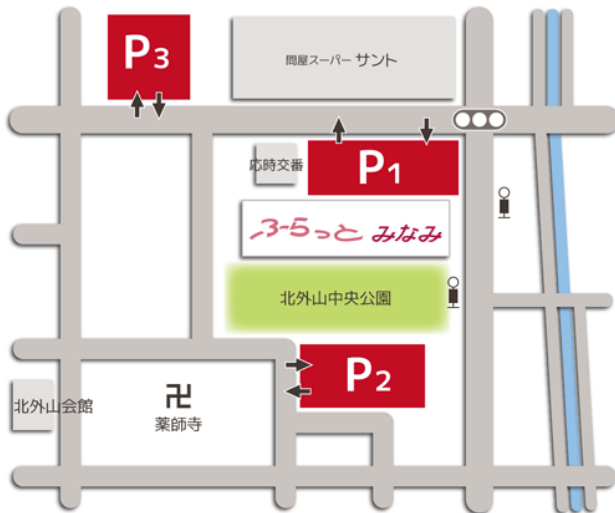 P3
問屋スーパー サント
応時交番
P1
ふらっと みなみ
北外山中央公園
P2
北外山会館
薬師寺